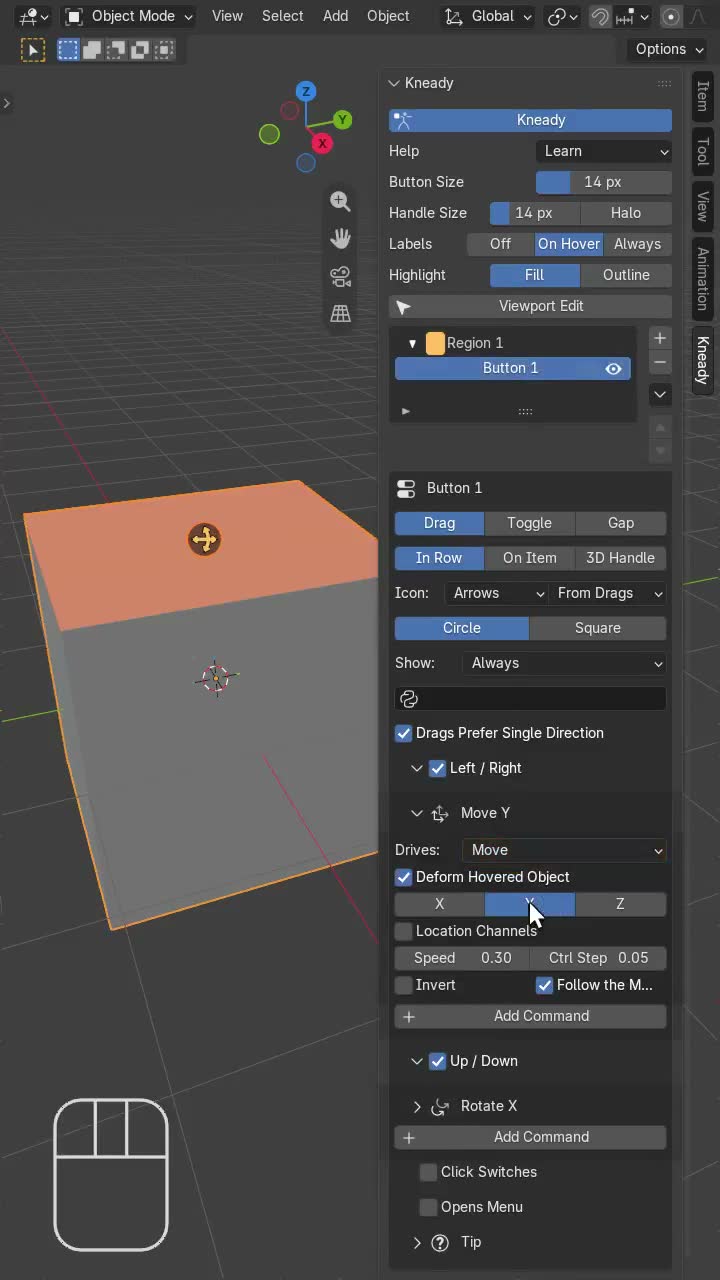 Object Mode View Select Add Object Global
Options
Kneady
Z
Y
X
Kneady
Help Learn
Button Size 14 px
Handle Size 14 px Halo
Labels Off On Hover Always
Highlight Fill Outline
Viewport Edit
Region 1
Button 1
Button 1
Drag Toggle Gap
In Row On Item 3D Handle
Icon: Arrows From Drags
Circle Square
Show: Always
Drags Prefer Single Direction
Left / Right
Move Y
Drives: Move
Deform Hovered Object
X Y Z
Location Channels
Speed 0.30 Ctrl Step 0.05
Invert Follow the M...
Add Command
Up / Down
Rotate X
Add Command
Click Switches
Opens Menu
Tip
Item
Tool
View
Animation
Kneady